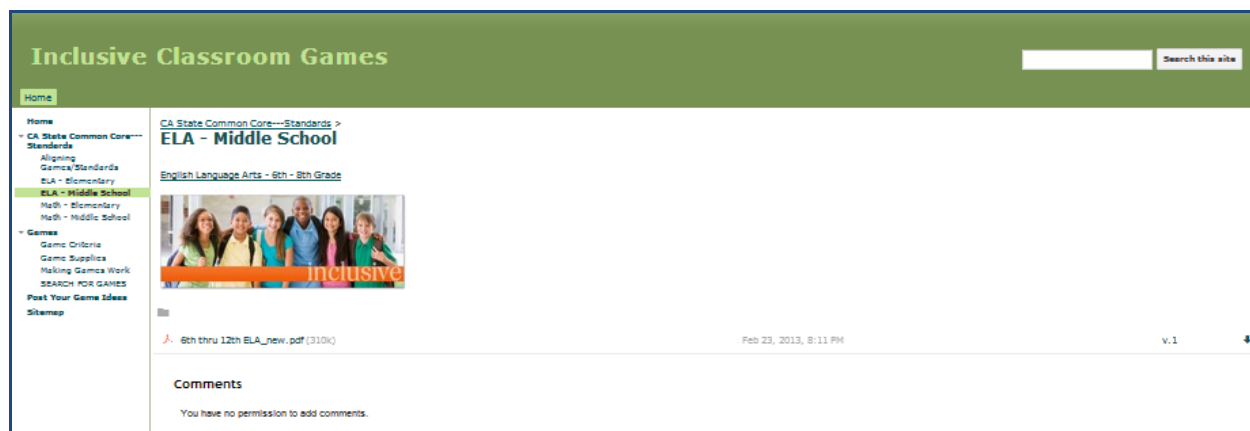 Inclusive Classroom Games
Search this site
Home
Home
CA State Common Core---
Standards
Aligning
Games/Standards
ELA - Elementary
ELA - Middle School
Math - Elementary
Math - Middle School
Games
Game Criteria
Game Supplies
Making Games Work
SEARCH FOR GAMES
Post Your Game Ideas
Sitemap
CA State Common Core---Standards >
ELA - Middle School
English Language Arts - 6th - 8th Grade
inclusive
6th thru 12th ELA_new.pdf (310k) Feb 23, 2013, 8:11 PM v.1
Comments
You have no permission to add comments.